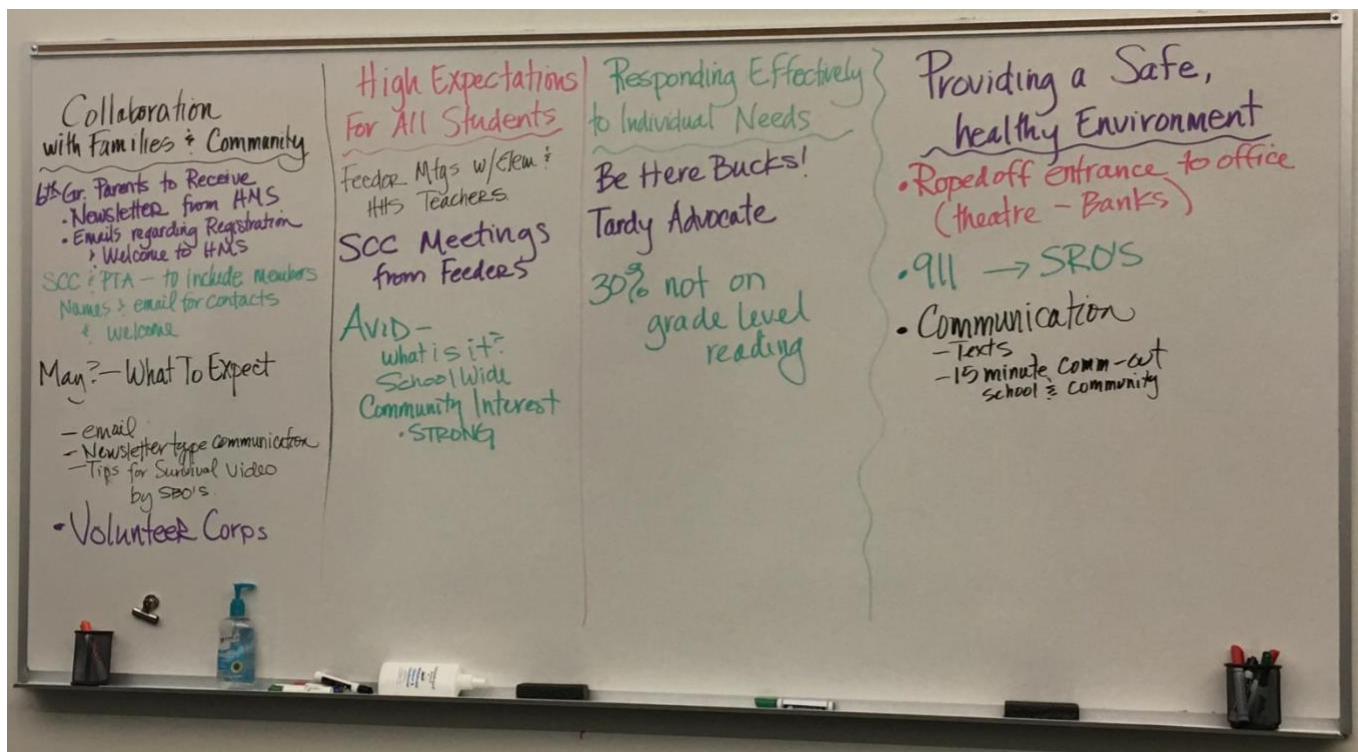 Collaboration
with Families & Community
6th Gr. Parents to Receive
• Newsletter from HMS
• Emails regarding Registration
> Welcome to HMS
SCC & PTA - to include members
Names > email for contacts
& welcome
May? - What To Expect
- email
- Newsletter type communication
- Tips for Survival Video
by SBO'S.
• Volunteer Corps
High Expectations
For All Students
Feeder Mtgs w/Elem &
HHS Teachers.
SCC Meetings
from Feeders
AVID -
what is it?
School Wide
Community Interest
• STRONG
Responding Effectively
to Individual Needs
Be Here Bucks!
Tardy Advocate
30% not on
grade level
reading
Providing a Safe,
healthy Environment
• Roped off entrance to office
(theatre - Banks)
• 911 → SRO'S
• Communication
- Texts
- 15 minute comm-out
school & community